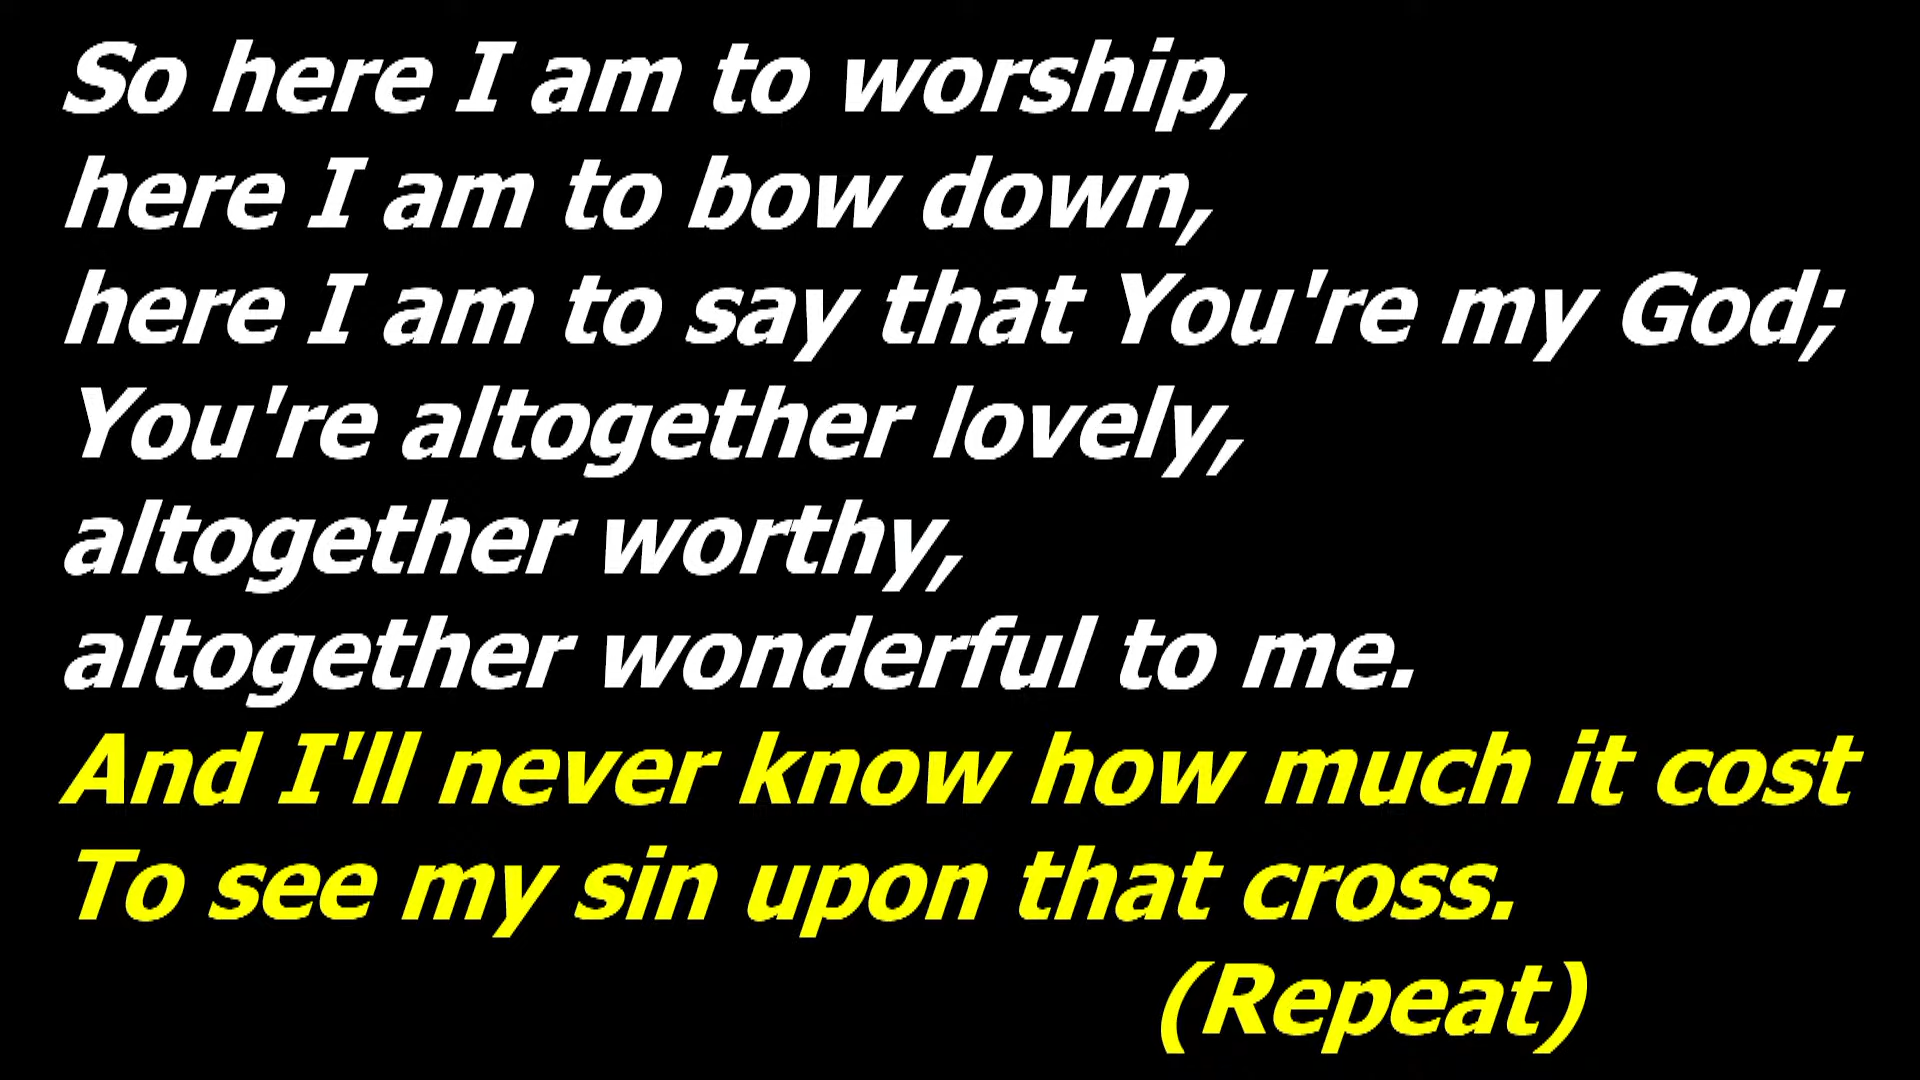 So here I am to worship,
here I am to bow down,
here I am to say that You're my God;
You're altogether lovely,
altogether worthy,
altogether wonderful to me.
And I'll never know how much it cost
To see my sin upon that cross.
(Repeat)